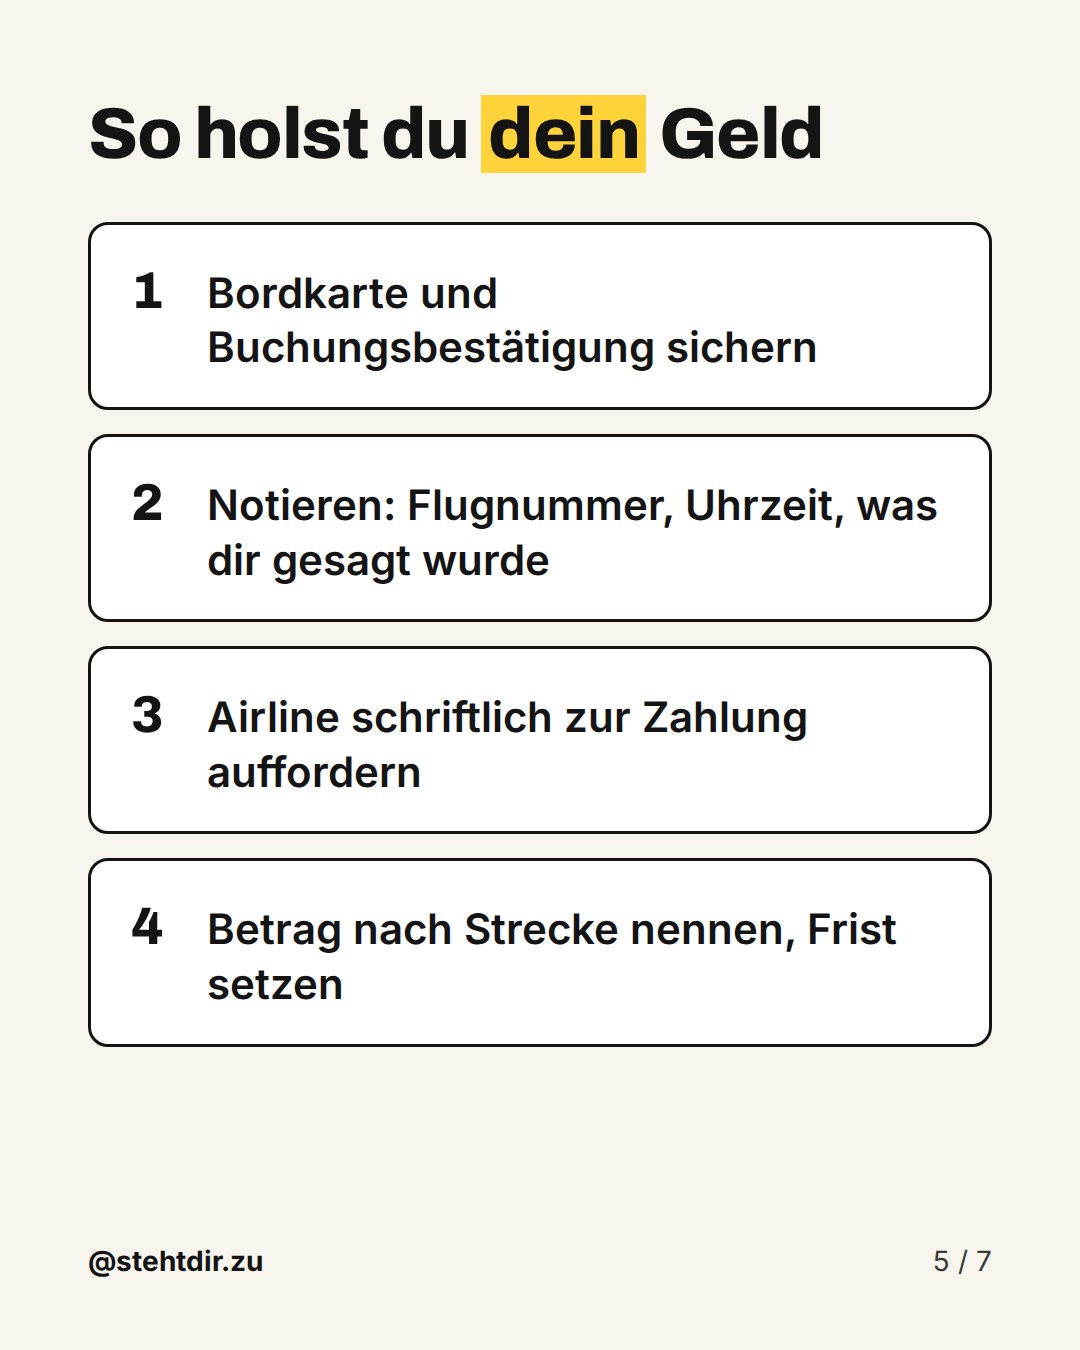 So holst du dein Geld
1 Bordkarte und
Buchungsbestätigung sichern
2 Notieren: Flugnummer, Uhrzeit, was
dir gesagt wurde
3 Airline schriftlich zur Zahlung
auffordern
4 Betrag nach Strecke nennen, Frist
setzen
@stehtdir.zu
5 / 7